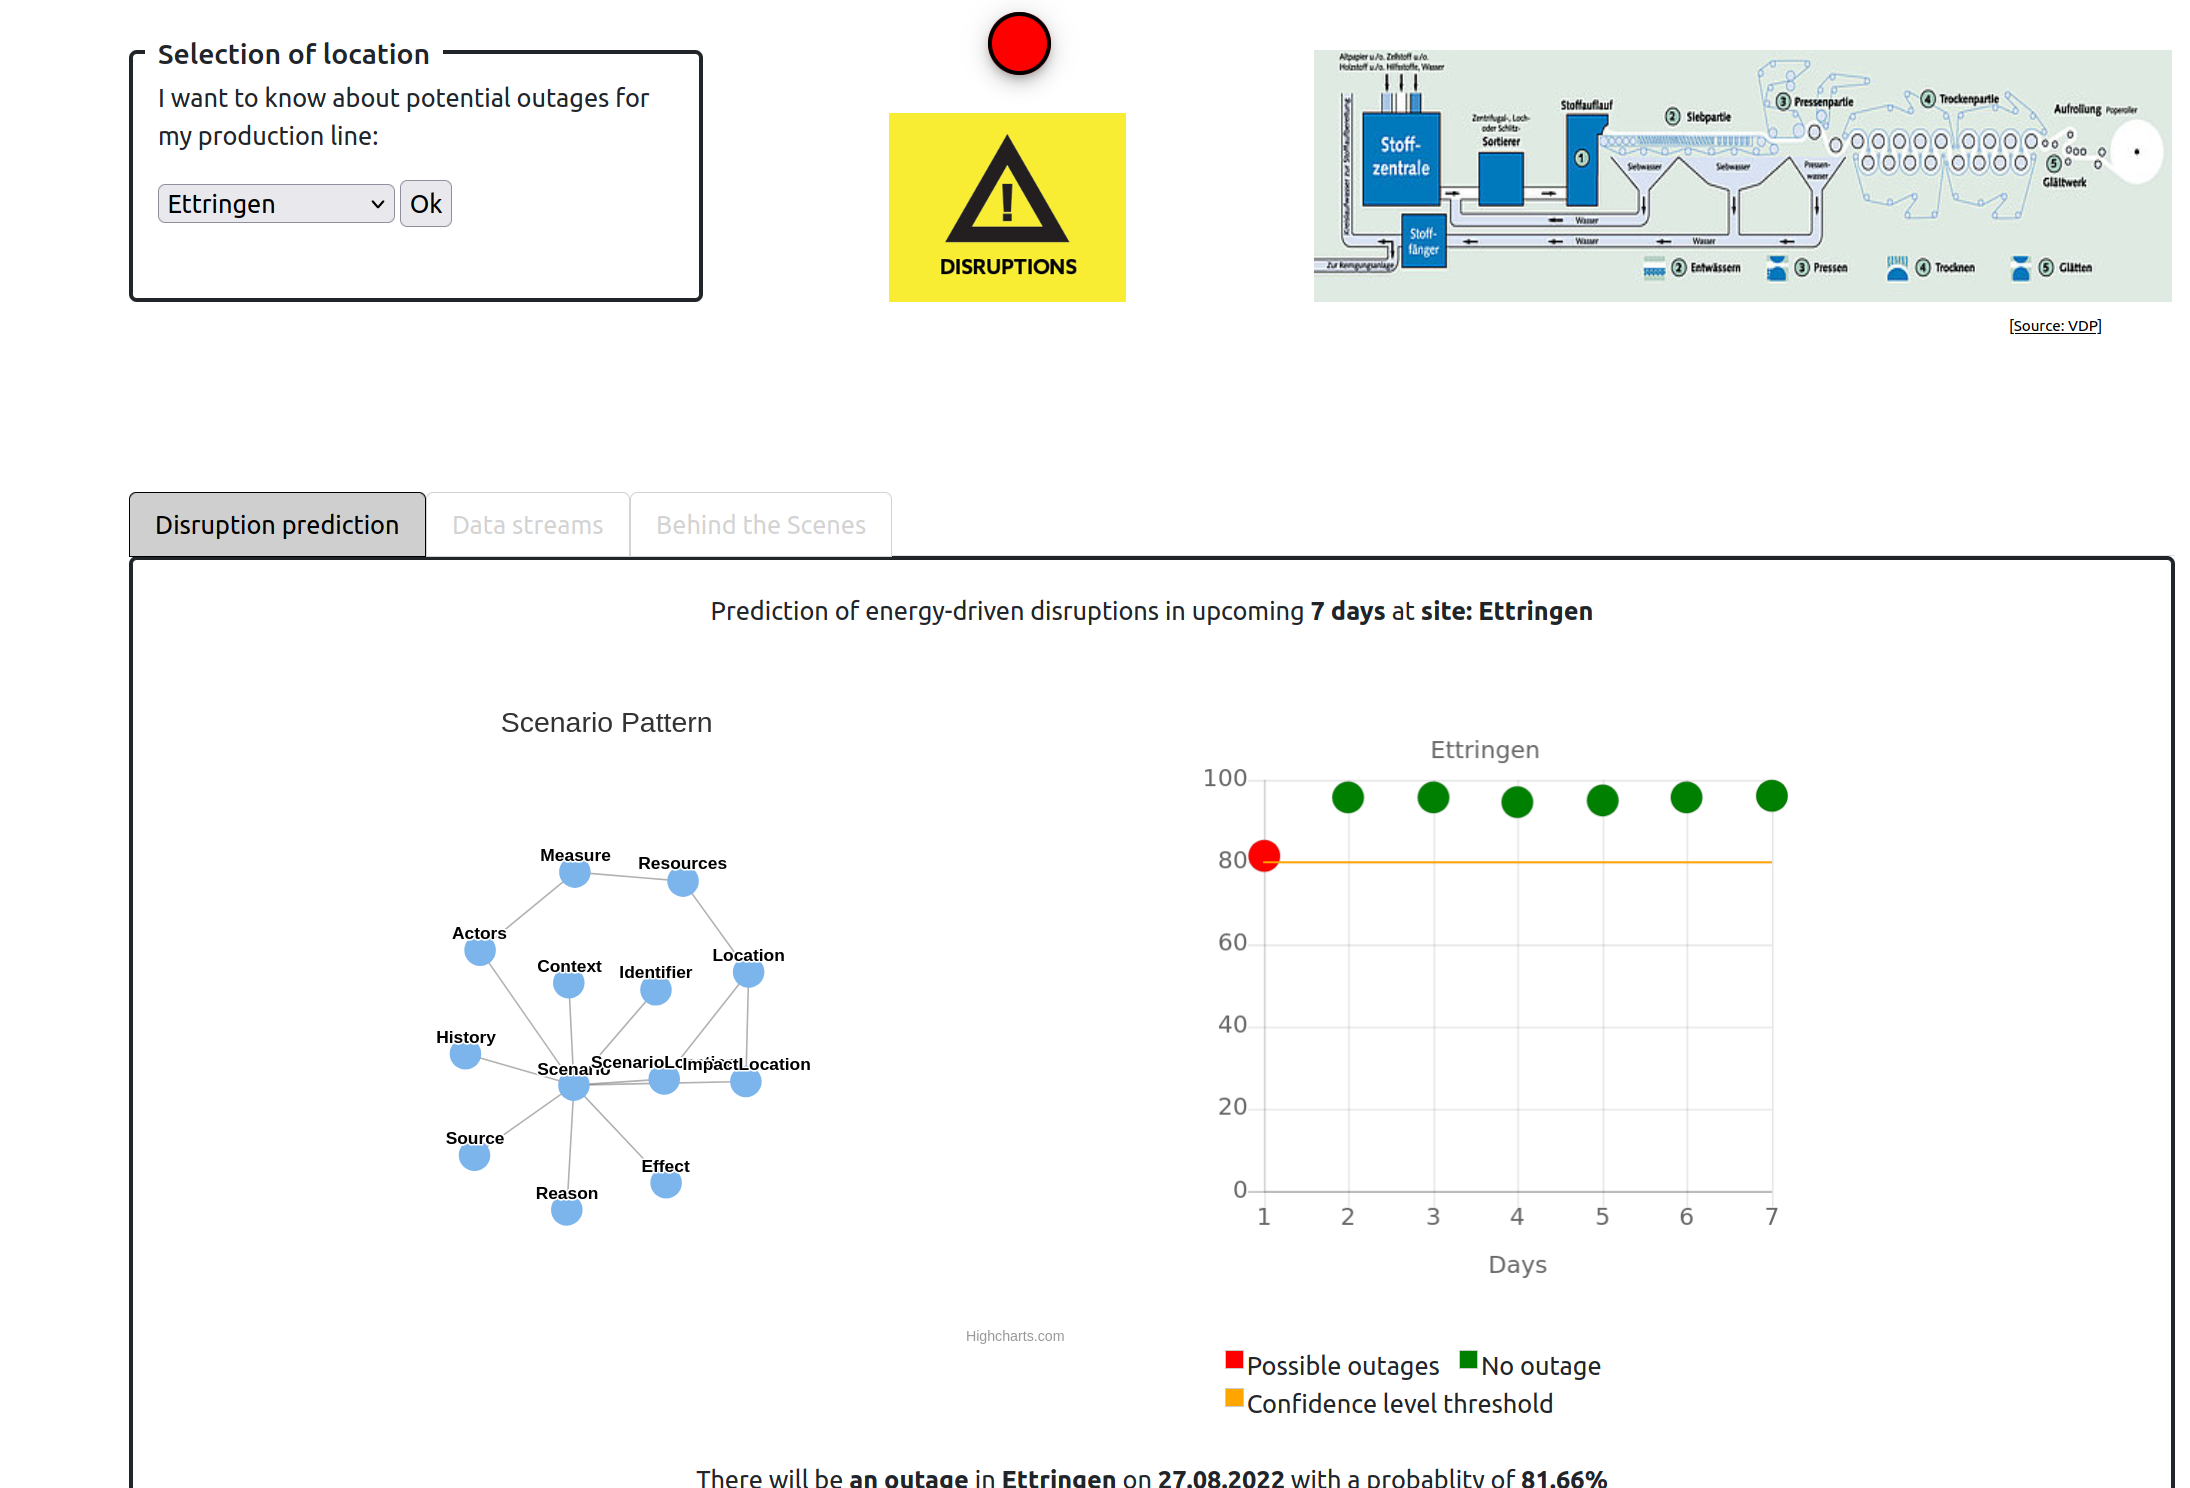 Selection of location
I want to know about potential outages for
my production line:
Ettringen
Ok
!
DISRUPTIONS
Altpapier u./o. Zellstoff u./o.
Holzstoff u./o. Hilfsstoffe, Wasser
Stoff-
zentrale
Zentrifugal-, Loch-
oder Schlitz-
Sortierer
Stoffauflauf
1
2 Siebpartie
3 Pressenpartie
4 Trockenpartie
Aufrollung Poperoller
5
Glättwerk
Siebwasser
Siebwasser
Pressen-
wasser
Wasser
Stoff-
fänger
Wasser
Wasser
Zur Reinigungsanlage
2 Entwässern
3 Pressen
4 Trocknen
5 Glätten
[Source: VDP]
Disruption prediction
Data streams
Behind the Scenes
Prediction of energy-driven disruptions in upcoming 7 days at site: Ettringen
Scenario Pattern
Measure
Resources
Actors
Context
Identifier
Location
History
Scenario
ImpactLocation
Source
Effect
Reason
Highcharts.com
Ettringen
100
80
60
40
20
0
1 2 3 4 5 6 7
Days
Possible outages
No outage
Confidence level threshold
There will be an outage in Ettringen on 27.08.2022 with a probablity of 81.66%